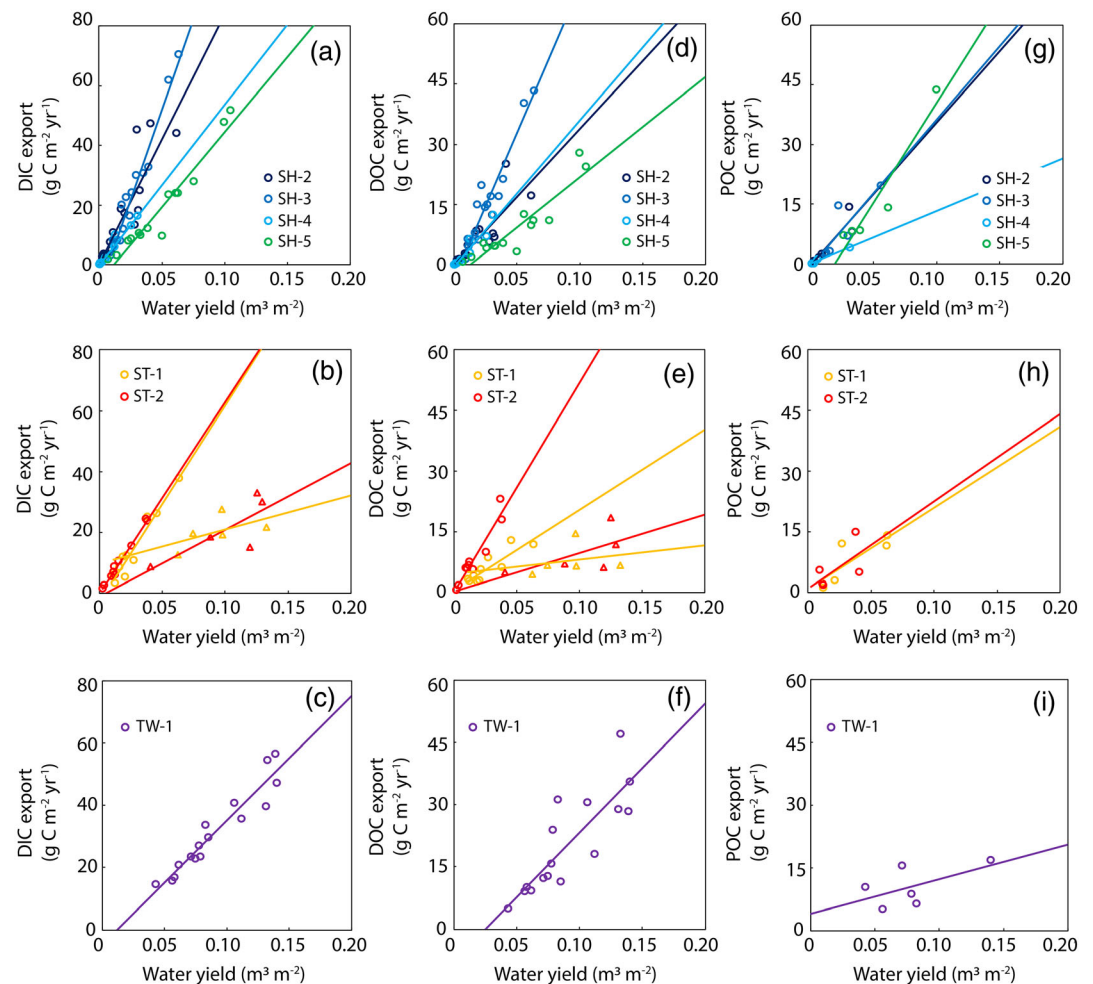 80
60
40
20
0
0
0.05
0.10
0.15
0.20
DIC export
(g C m⁻² yr⁻¹)
Water yield (m³ m⁻²)
(a)
SH-2
SH-3
SH-4
SH-5
60
45
30
15
0
0
0.05
0.10
0.15
0.20
DOC export
(g C m⁻² yr⁻¹)
Water yield (m³ m⁻²)
(d)
SH-2
SH-3
SH-4
SH-5
60
45
30
15
0
0
0.05
0.10
0.15
0.20
POC export
(g C m⁻² yr⁻¹)
Water yield (m³ m⁻²)
(g)
SH-2
SH-3
SH-4
SH-5
80
60
40
20
0
0
0.05
0.10
0.15
0.20
DIC export
(g C m⁻² yr⁻¹)
Water yield (m³ m⁻²)
(b)
ST-1
ST-2
60
45
30
15
0
0
0.05
0.10
0.15
0.20
DOC export
(g C m⁻² yr⁻¹)
Water yield (m³ m⁻²)
(e)
ST-1
ST-2
60
45
30
15
0
0
0.05
0.10
0.15
0.20
POC export
(g C m⁻² yr⁻¹)
Water yield (m³ m⁻²)
(h)
ST-1
ST-2
80
60
40
20
0
0
0.05
0.10
0.15
0.20
DIC export
(g C m⁻² yr⁻¹)
Water yield (m³ m⁻²)
(c)
TW-1
60
45
30
15
0
0
0.05
0.10
0.15
0.20
DOC export
(g C m⁻² yr⁻¹)
Water yield (m³ m⁻²)
(f)
TW-1
60
45
30
15
0
0
0.05
0.10
0.15
0.20
POC export
(g C m⁻² yr⁻¹)
Water yield (m³ m⁻²)
(i)
TW-1